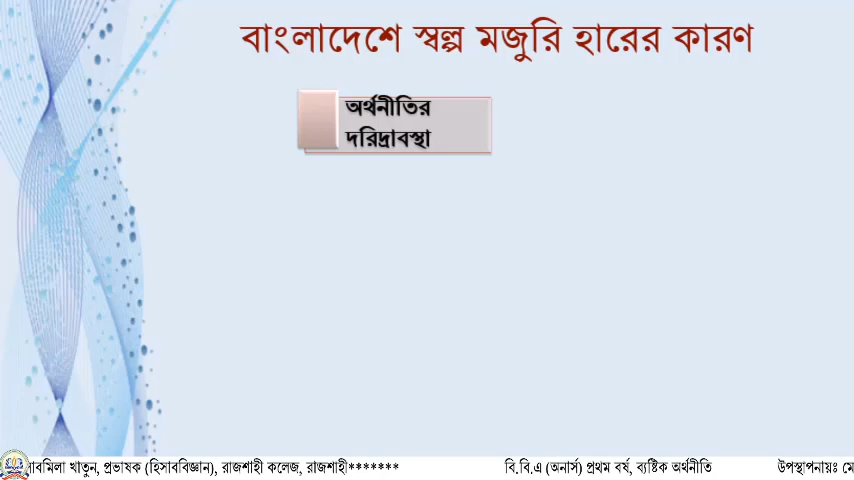 বাংলাদেশে স্বল্প মজুরি হারের কারণ
অর্থনীতির
দরিদ্রাবস্থা
খাতুন, প্রভাষক (হিসাববিজ্ঞান), রাজশাহী কলেজ, রাজশাহী******* বি.বি.এ (অনার্স) প্রথম বর্ষ, ব্যষ্টিক অর্থনীতি উপস্থাপনায়ঃ